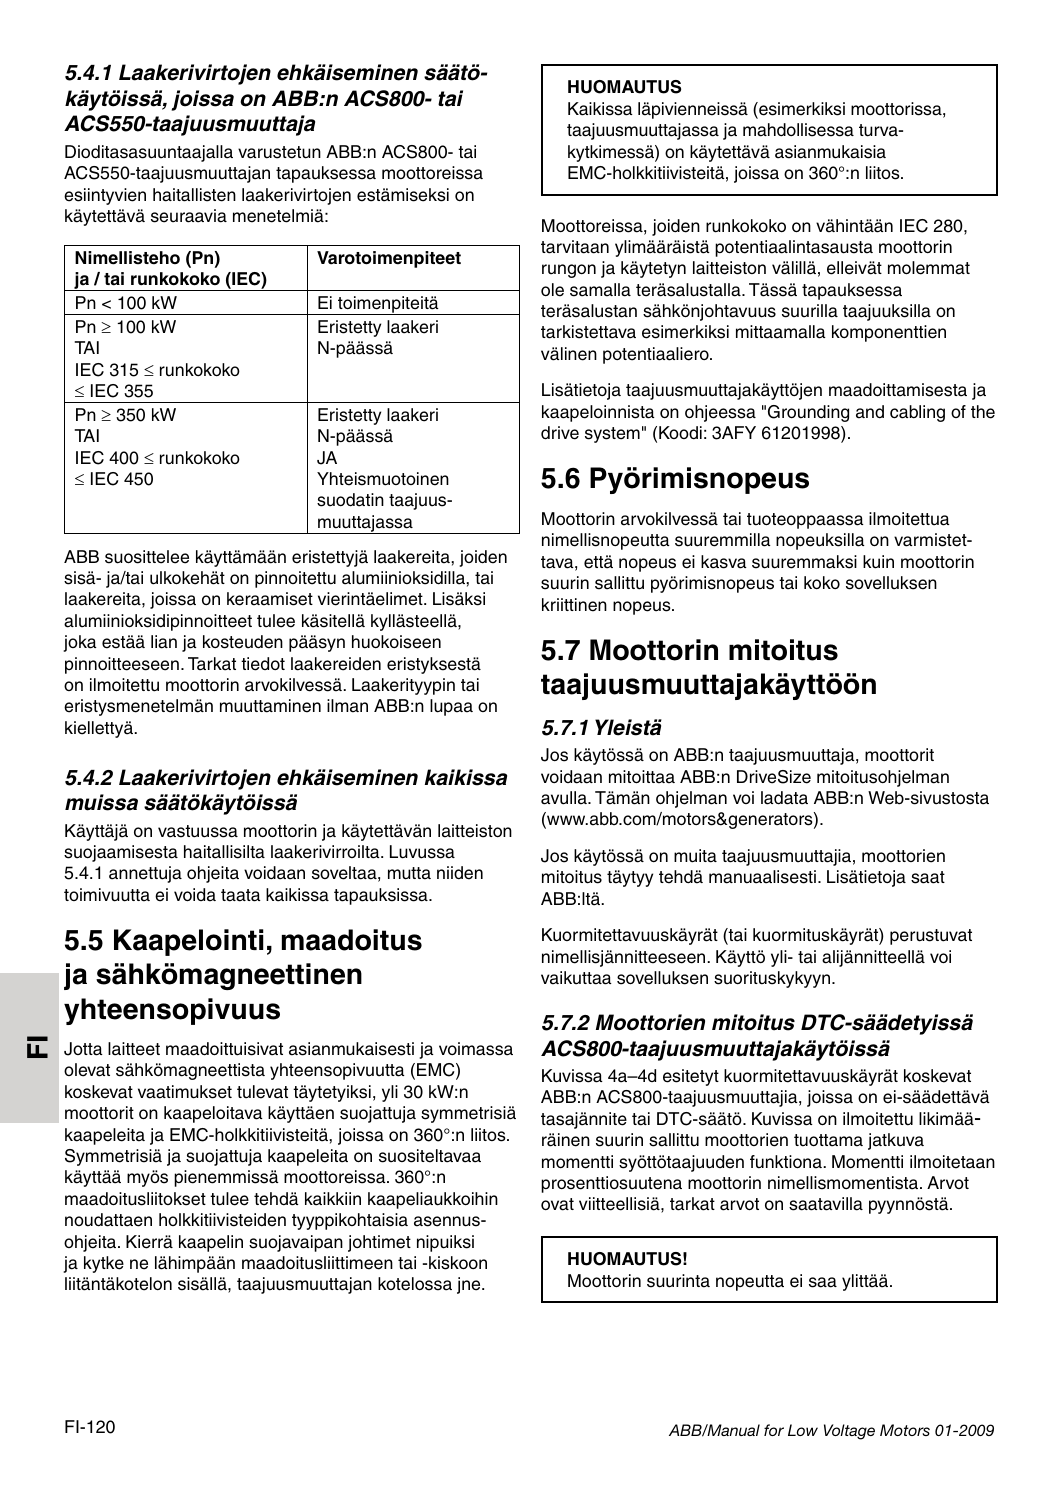 5.4.1 Laakerivirtojen ehkäiseminen säätö-
käytöissä, joissa on ABB:n ACS800- tai
ACS550-taajuusmuuttaja
Dioditasasuuntaajalla varustetun ABB:n ACS800- tai
ACS550-taajuusmuuttajan tapauksessa moottoreissa
esiintyvien haitallisten laakerivirtojen estämiseksi on
käytettävä seuraavia menetelmiä:
Nimellisteho (Pn)
ja / tai runkokoko (IEC)
Varotoimenpiteet
Pn < 100 kW
Ei toimenpiteitä
Pn ≥ 100 kW
TAI
IEC 315 ≤ runkokoko
≤ IEC 355
Eristetty laakeri
N-päässä
Pn ≥ 350 kW
TAI
IEC 400 ≤ runkokoko
≤ IEC 450
Eristetty laakeri
N-päässä
JA
Yhteismuotoinen
suodatin taajuus-
muuttajassa
ABB suosittelee käyttämään eristettyjä laakereita, joiden
sisä- ja/tai ulkokehät on pinnoitettu alumiinioksidilla, tai
laakereita, joissa on keraamiset vierintäelimet. Lisäksi
alumiinioksidipinnoitteet tulee käsitellä kyllästeellä,
joka estää lian ja kosteuden pääsyn huokoiseen
pinnoitteeseen. Tarkat tiedot laakereiden eristyksestä
on ilmoitettu moottorin arvokilvessä. Laakerityypin tai
eristysmenetelmän muuttaminen ilman ABB:n lupaa on
kiellettyä.
5.4.2 Laakerivirtojen ehkäiseminen kaikissa
muissa säätökäytöissä
Käyttäjä on vastuussa moottorin ja käytettävän laitteiston
suojaamisesta haitallisilta laakerivirroilta. Luvussa
5.4.1 annettuja ohjeita voidaan soveltaa, mutta niiden
toimivuutta ei voida taata kaikissa tapauksissa.
5.5 Kaapelointi, maadoitus
ja sähkömagneettinen
yhteensopivuus
Jotta laitteet maadoittuisivat asianmukaisesti ja voimassa
olevat sähkömagneettista yhteensopivuutta (EMC)
koskevat vaatimukset tulevat täytetyiksi, yli 30 kW:n
moottorit on kaapeloitava käyttäen suojattuja symmetrisiä
kaapeleita ja EMC-holkkitiivisteitä, joissa on 360°:n liitos.
Symmetrisiä ja suojattuja kaapeleita on suositeltavaa
käyttää myös pienemmissä moottoreissa. 360°:n
maadoitusliitokset tulee tehdä kaikkiin kaapeliaukkoihin
noudattaen holkkitiivisteiden tyyppikohtaisia asennus-
ohjeita. Kierrä kaapelin suojavaipan johtimet nipuiksi
ja kytke ne lähimpään maadoitusliittimeen tai -kiskoon
liitäntäkotelon sisällä, taajuusmuuttajan kotelossa jne.
HUOMAUTUS
Kaikissa läpivienneissä (esimerkiksi moottorissa,
taajuusmuuttajassa ja mahdollisessa turva-
kytkimessä) on käytettävä asianmukaisia
EMC-holkkitiivisteitä, joissa on 360°:n liitos.
Moottoreissa, joiden runkokoko on vähintään IEC 280,
tarvitaan ylimääräistä potentiaalintasausta moottorin
rungon ja käytetyn laitteiston välillä, elleivät molemmat
ole samalla teräsalustalla. Tässä tapauksessa
teräsalustan sähkönjohtavuus suurilla taajuuksilla on
tarkistettava esimerkiksi mittaamalla komponenttien
välinen potentiaaliero.
Lisätietoja taajuusmuuttajakäyttöjen maadoittamisesta ja
kaapeloinnista on ohjeessa "Grounding and cabling of the
drive system" (Koodi: 3AFY 61201998).
5.6 Pyörimisnopeus
Moottorin arvokilvessä tai tuoteoppaassa ilmoitettua
nimellisnopeutta suuremmilla nopeuksilla on varmistet-
tava, että nopeus ei kasva suuremmaksi kuin moottorin
suurin sallittu pyörimisnopeus tai koko sovelluksen
kriittinen nopeus.
5.7 Moottorin mitoitus
taajuusmuuttajakäyttöön
5.7.1 Yleistä
Jos käytössä on ABB:n taajuusmuuttaja, moottorit
voidaan mitoittaa ABB:n DriveSize mitoitusohjelman
avulla. Tämän ohjelman voi ladata ABB:n Web-sivustosta
(www.abb.com/motors&generators).
Jos käytössä on muita taajuusmuuttajia, moottorien
mitoitus täytyy tehdä manuaalisesti. Lisätietoja saat
ABB:ltä.
Kuormitettavuuskäyrät (tai kuormituskäyrät) perustuvat
nimellisjännitteeseen. Käyttö yli- tai alijännitteellä voi
vaikuttaa sovelluksen suorituskykyyn.
5.7.2 Moottorien mitoitus DTC-säädetyissä
ACS800-taajuusmuuttajakäytöissä
Kuvissa 4a–4d esitetyt kuormitettavuuskäyrät koskevat
ABB:n ACS800-taajuusmuuttajia, joissa on ei-säädettävä
tasajännite tai DTC-säätö. Kuvissa on ilmoitettu likimää-
räinen suurin sallittu moottorien tuottama jatkuva
momentti syöttötaajuuden funktiona. Momentti ilmoitetaan
prosenttiosuutena moottorin nimellismomentista. Arvot
ovat viitteellisiä, tarkat arvot on saatavilla pyynnöstä.
HUOMAUTUS!
Moottorin suurinta nopeutta ei saa ylittää.
FI
FI-120
ABB/Manual for Low Voltage Motors 01-2009